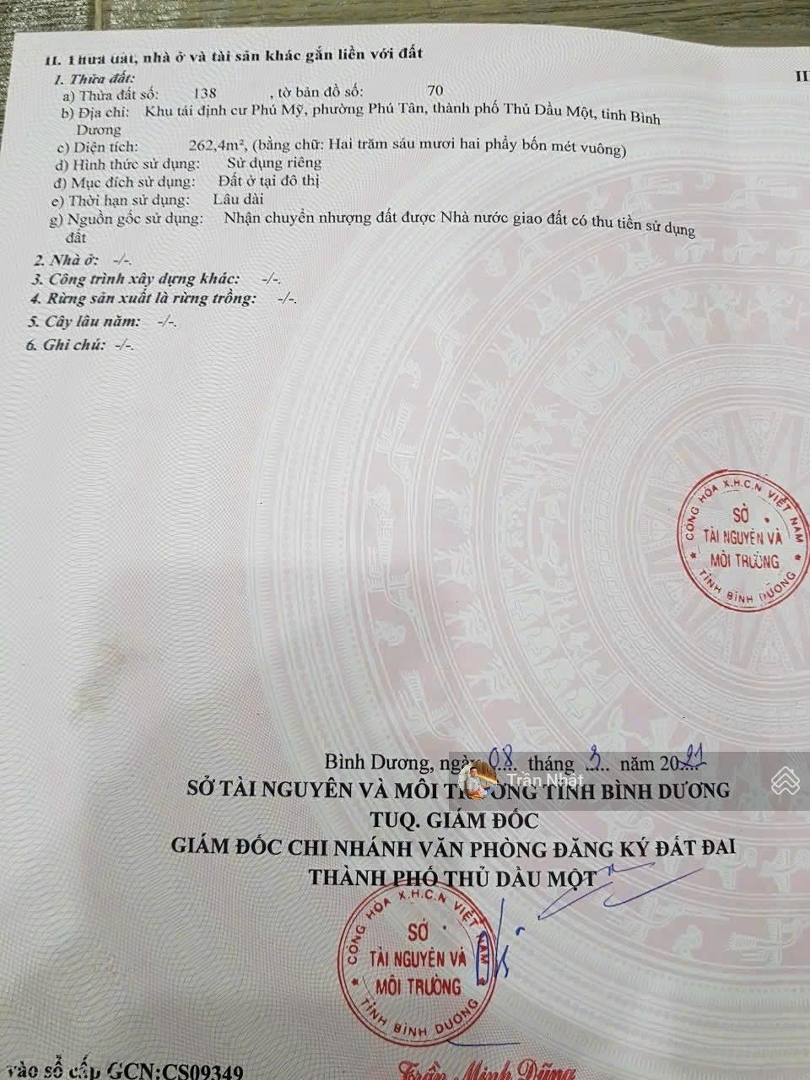 II. Thửa đất, nhà ở và tài sản khác gắn liền với đất
II
1. Thửa đất:
a) Thửa đất số: 138 , tờ bản đồ số: 70
b) Địa chỉ: Khu tái định cư Phú Mỹ, phường Phú Tân, thành phố Thủ Dầu Một, tỉnh Bình
Dương
c) Diện tích: 262,4m², (bằng chữ: Hai trăm sáu mươi hai phẩy bốn mét vuông)
d) Hình thức sử dụng: Sử dụng riêng
đ) Mục đích sử dụng: Đất ở tại đô thị
e) Thời hạn sử dụng: Lâu dài
g) Nguồn gốc sử dụng: Nhận chuyển nhượng đất được Nhà nước giao đất có thu tiền sử dụng
đất
2. Nhà ở: -/-.
3. Công trình xây dựng khác: -/-.
4. Rừng sản xuất là rừng trồng: -/-.
5. Cây lâu năm: -/-.
6. Ghi chú: -/-.
CỘNG HÒA X.H.C.N VIỆT NAM
SỞ
TÀI NGUYÊN VÀ
MÔI TRƯỜNG
TỈNH BÌNH DƯƠNG
Bình Dương, ngày 08 tháng 3 năm 2021
Trần Nhật
SỞ TÀI NGUYÊN VÀ MÔI TRƯỜNG TỈNH BÌNH DƯƠNG
TUQ. GIÁM ĐỐC
GIÁM ĐỐC CHI NHÁNH VĂN PHÒNG ĐĂNG KÝ ĐẤT ĐAI
THÀNH PHỐ THỦ DẦU MỘT
CỘNG HÒA X.H.C.N VIỆT NAM
SỞ
TÀI NGUYÊN VÀ
MÔI TRƯỜNG
TỈNH BÌNH DƯƠNG
vào sổ cấp GCN:CS09349
Trần Minh Dũng